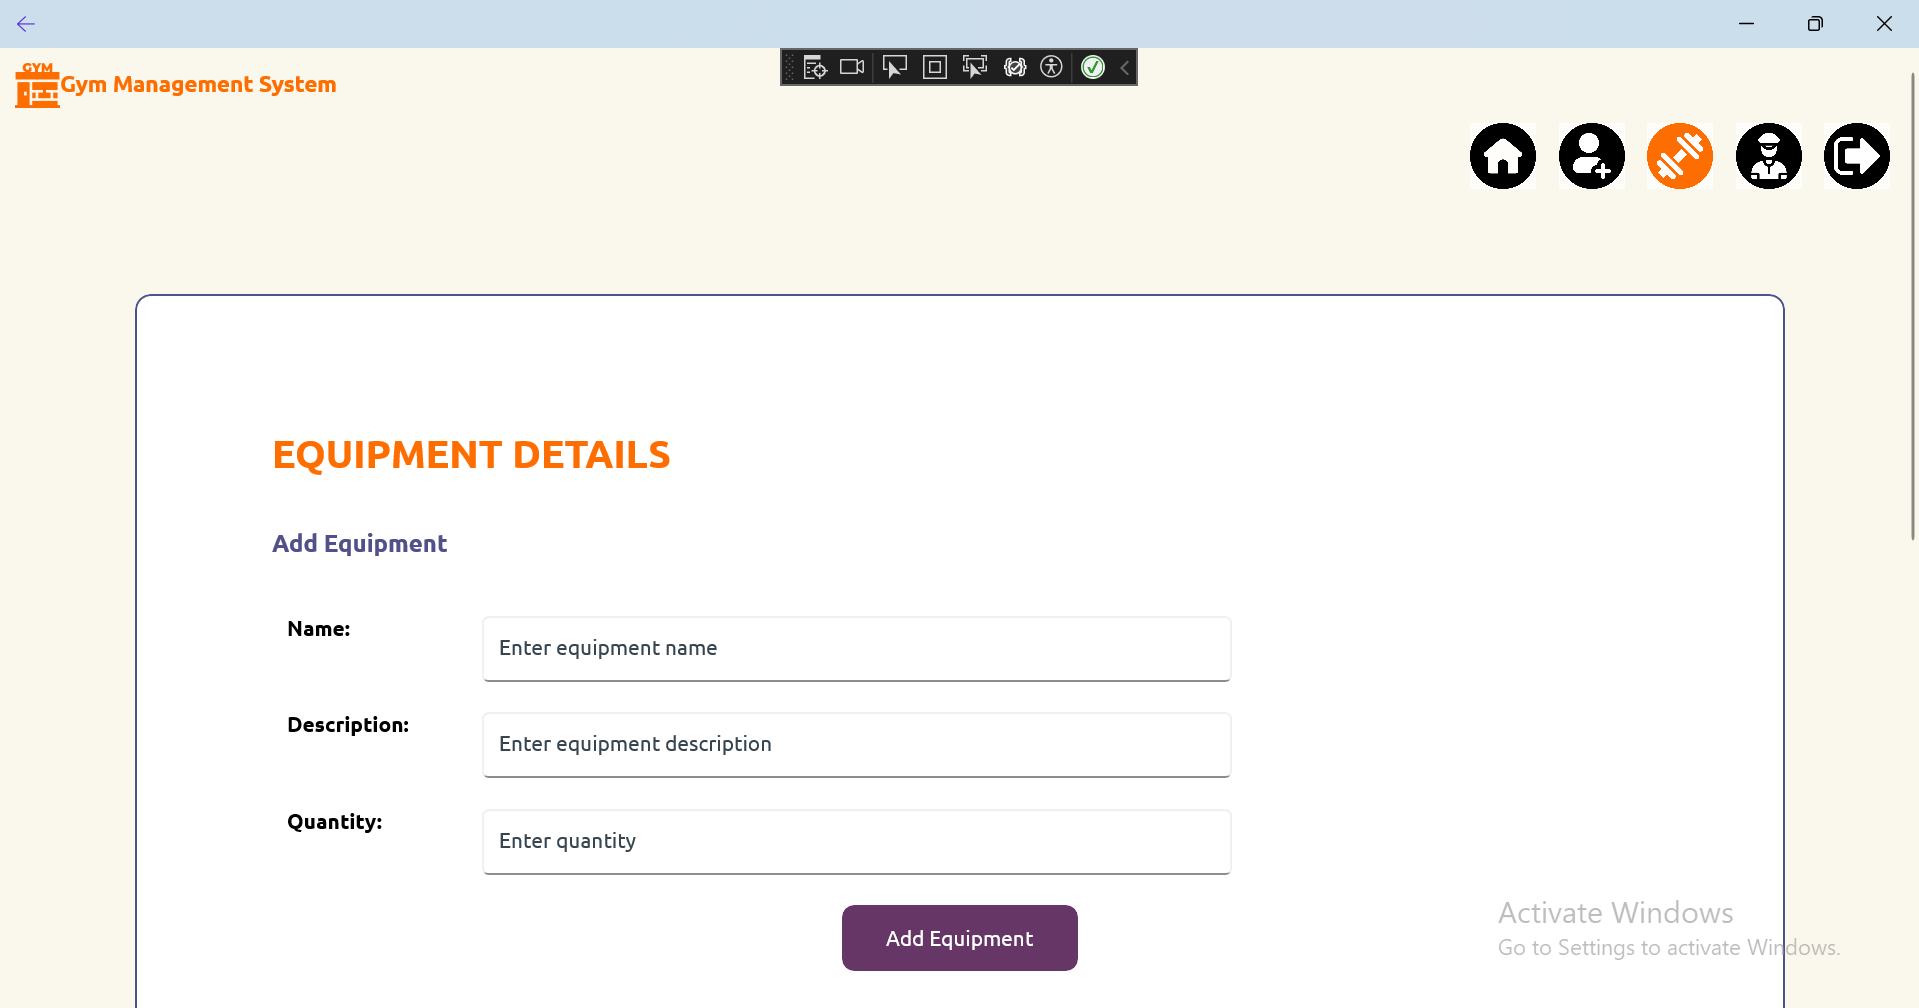 GYM
Gym Management System
EQUIPMENT DETAILS
Add Equipment
Name:
Enter equipment name
Description:
Enter equipment description
Quantity:
Enter quantity
Add Equipment
Activate Windows
Go to Settings to activate Windows.